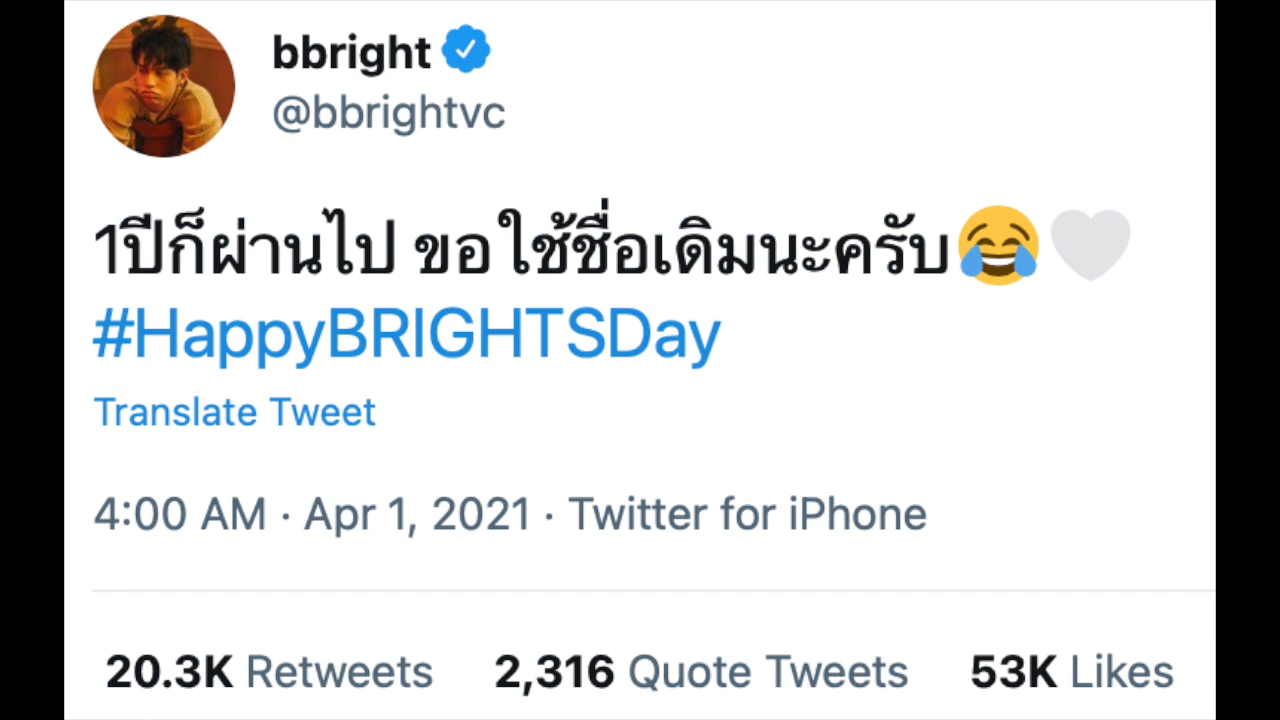 bbright
@bbrightvc
1ปีก็ผ่านไป ขอใช้ชื่อเดิมนะครับ😂🤍
#HappyBRIGHTSDay
Translate Tweet
4:00 AM · Apr 1, 2021 · Twitter for iPhone
20.3K Retweets 2,316 Quote Tweets 53K Likes